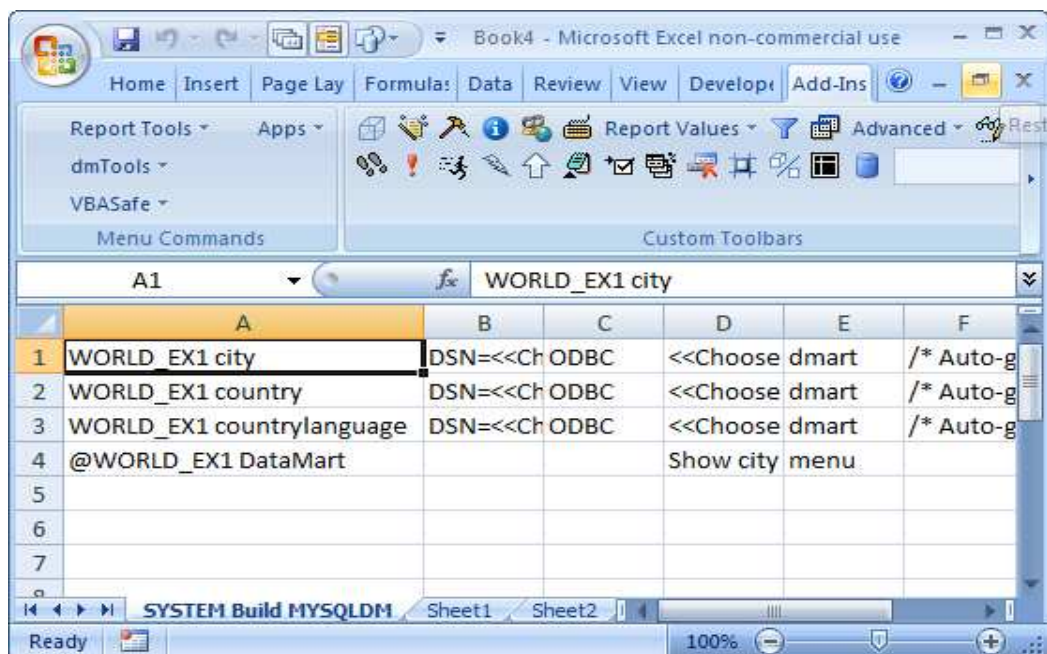 Book4 - Microsoft Excel non-commercial use
Home Insert Page Lay Formula: Data Review View Develope Add-Ins
Report Tools Apps Report Values Advanced Rest
dmTools
VBASafe
Menu Commands Custom Toolbars
A1 fx WORLD_EX1 city
A B C D E F
1 WORLD_EX1 city DSN=<<Ch ODBC <<Choose dmart /* Auto-g
2 WORLD_EX1 country DSN=<<Ch ODBC <<Choose dmart /* Auto-g
3 WORLD_EX1 countrylanguage DSN=<<Ch ODBC <<Choose dmart /* Auto-g
4 @WORLD_EX1 DataMart Show city menu
5
6
7
SYSTEM Build MYSQLDM Sheet1 Sheet2
Ready 100%